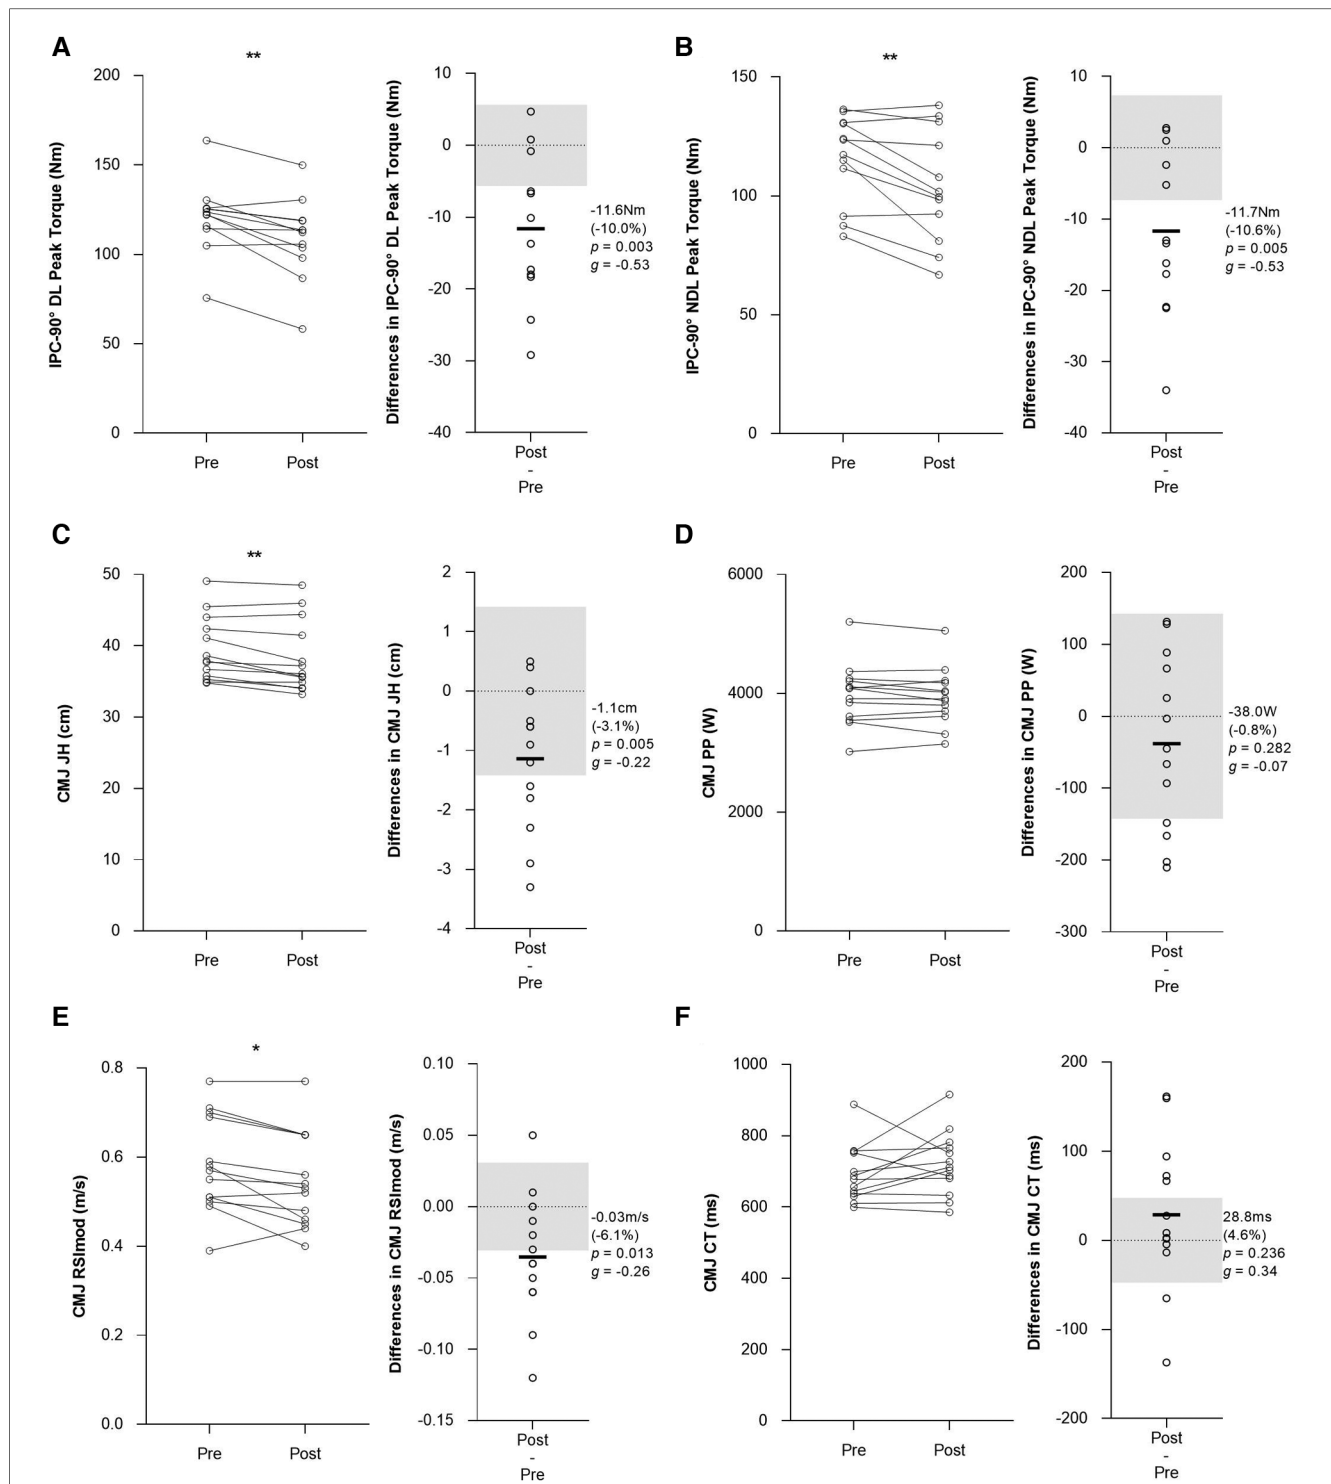 A
**
IPC-90° DL Peak Torque (Nm)
200
150
100
50
0
Pre
Post
Differences in IPC-90° DL Peak Torque (Nm)
10
0
-10
-20
-30
-40
-11.6Nm
(-10.0%)
p = 0.003
g = -0.53
Post
-
Pre
B
**
IPC-90° NDL Peak Torque (Nm)
150
100
50
0
Pre
Post
Differences in IPC-90° NDL Peak Torque (Nm)
10
0
-10
-20
-30
-40
-11.7Nm
(-10.6%)
p = 0.005
g = -0.53
Post
-
Pre
C
**
CMJ JH (cm)
50
40
30
20
10
0
Pre
Post
Differences in CMJ JH (cm)
2
1
0
-1
-2
-3
-4
-1.1cm
(-3.1%)
p = 0.005
g = -0.22
Post
-
Pre
D
CMJ PP (W)
6000
4000
2000
0
Pre
Post
Differences in CMJ PP (W)
200
100
0
-100
-200
-300
-38.0W
(-0.8%)
p = 0.282
g = -0.07
Post
-
Pre
E
*
CMJ RSImod (m/s)
0.8
0.6
0.4
0.2
0.0
Pre
Post
Differences in CMJ RSImod (m/s)
0.10
0.05
0.00
-0.05
-0.10
-0.15
-0.03m/s
(-6.1%)
p = 0.013
g = -0.26
Post
-
Pre
F
CMJ CT (ms)
1000
800
600
400
200
0
Pre
Post
Differences in CMJ CT (ms)
200
100
0
-100
-200
28.8ms
(4.6%)
p = 0.236
g = 0.34
Post
-
Pre